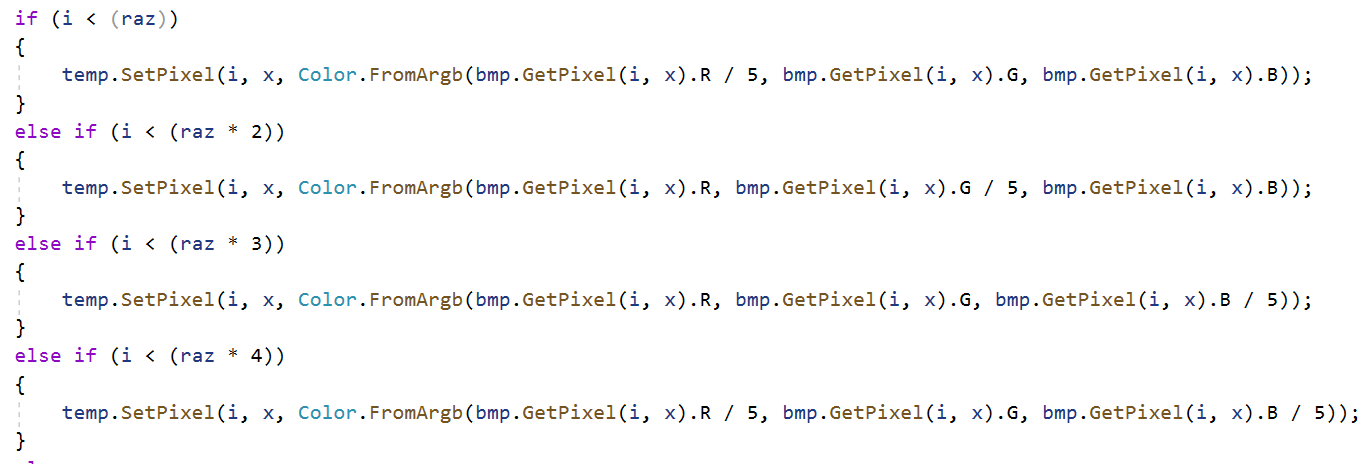 if (i < (raz))
{
temp.SetPixel(i, x, Color.FromArgb(bmp.GetPixel(i, x).R / 5, bmp.GetPixel(i, x).G, bmp.GetPixel(i, x).B));
}
else if (i < (raz * 2))
{
temp.SetPixel(i, x, Color.FromArgb(bmp.GetPixel(i, x).R, bmp.GetPixel(i, x).G / 5, bmp.GetPixel(i, x).B));
}
else if (i < (raz * 3))
{
temp.SetPixel(i, x, Color.FromArgb(bmp.GetPixel(i, x).R, bmp.GetPixel(i, x).G, bmp.GetPixel(i, x).B / 5));
}
else if (i < (raz * 4))
{
temp.SetPixel(i, x, Color.FromArgb(bmp.GetPixel(i, x).R / 5, bmp.GetPixel(i, x).G, bmp.GetPixel(i, x).B / 5));
}